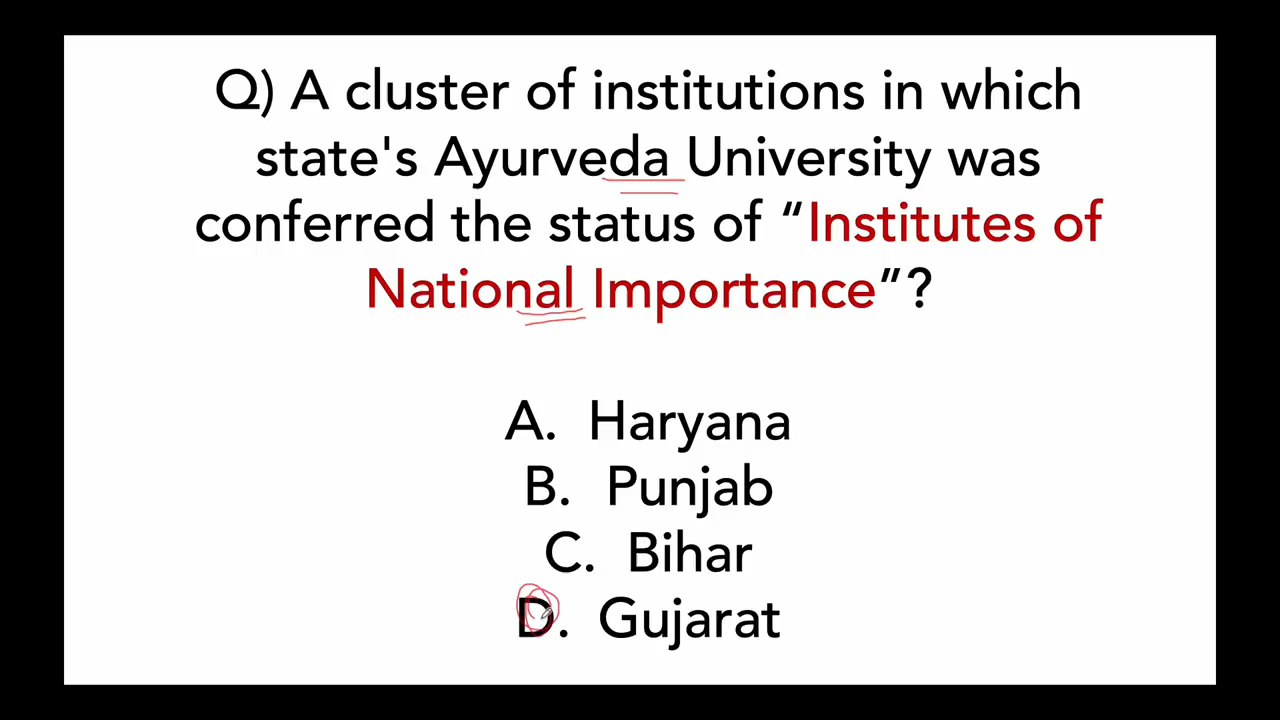 Q) A cluster of institutions in which
state's Ayurveda University was
conferred the status of “Institutes of
National Importance”?
A. Haryana
B. Punjab
C. Bihar
D. Gujarat